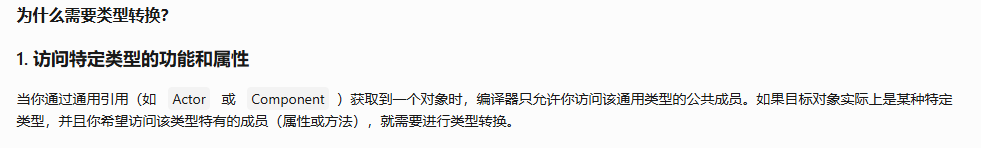 为什么需要类型转换？
1. 访问特定类型的功能和属性
当你通过通用引用（如 Actor 或 Component ）获取到一个对象时，编译器只允许你访问该通用类型的公共成员。如果目标对象实际上是某种特定
类型，并且你希望访问该类型特有的成员（属性或方法），就需要进行类型转换。